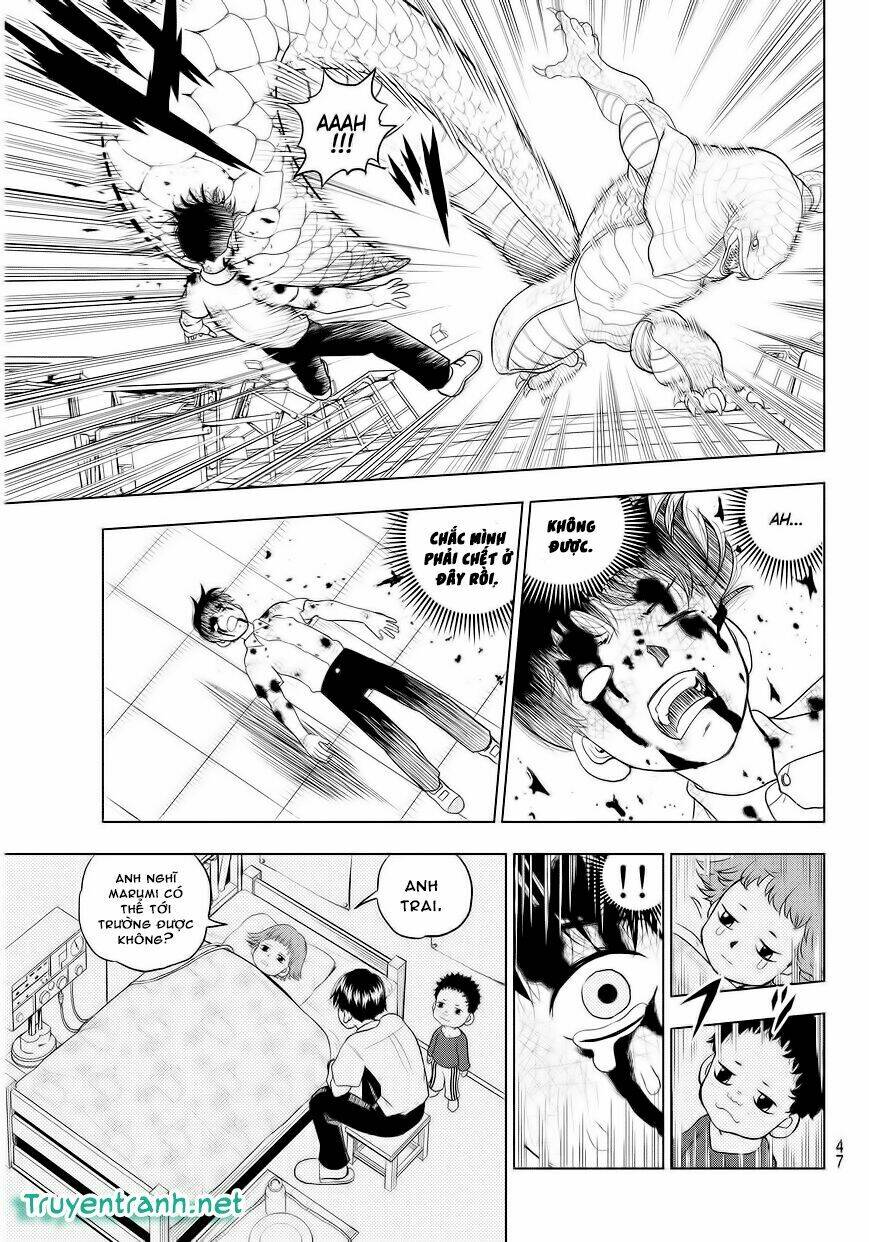 AAAH
!!!
AH...
KHÔNG
ĐƯỢC.
CHẮC MÌNH
PHẢI CHẾT Ở
ĐÂY RỒI,
!!
ANH
TRAI.
ANH NGHĨ
MARUMI CÓ
THỂ TỚI
TRƯỜNG ĐƯỢC
KHÔNG?
47
Truyentranh.net